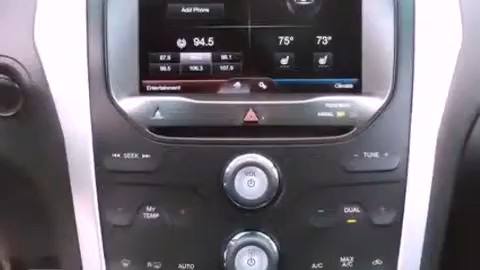 Add Phone
94.5
75° 73°
87.9 98.1
98.5 106.3 107.9
Entertainment Climate
SEEK
VOL
TUNE
MY TEMP
DUAL
R
AUTO
A/C
MAX A/C